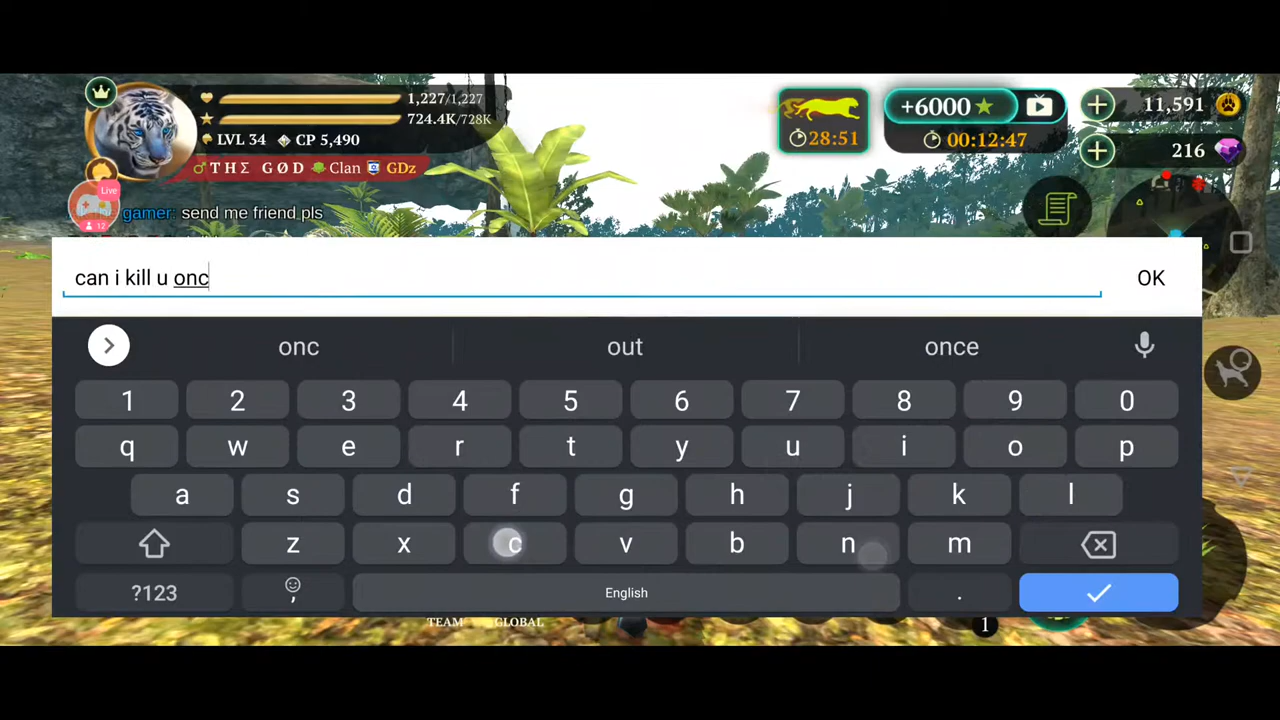 1,227/1,227
724.4K/728K
LVL 34 CP 5,490
T H Σ G Ø D Clan GDz
Live
12
gamer: send me friend pls
28:51
+6000
00:12:47
11,591
216
can i kill u onc
OK
onc out once
1 2 3 4 5 6 7 8 9 0
q w e r t y u i o p
a s d f g h j k l
z x c v b n m
?123 , English .
TEAM GLOBAL
1